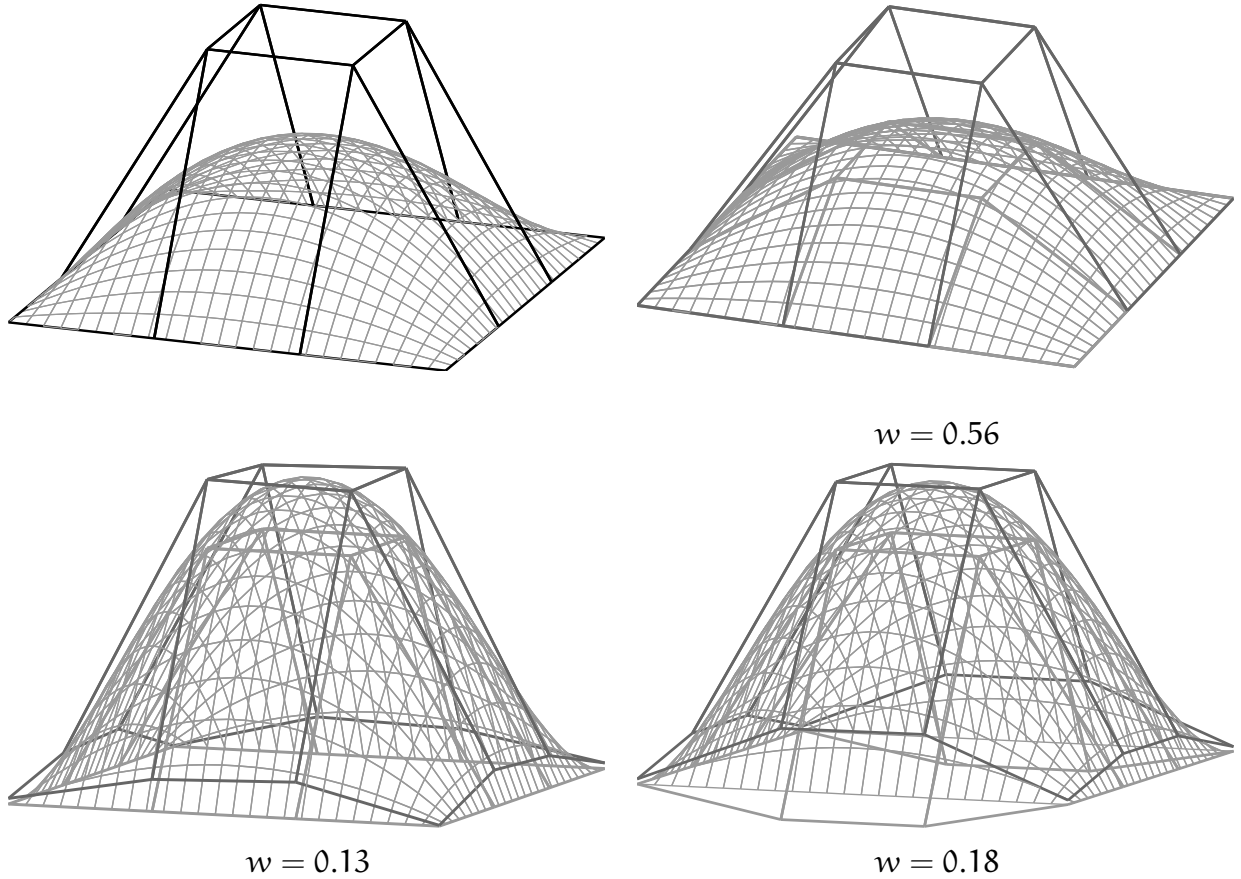 w = 0.56
w = 0.13
w = 0.18